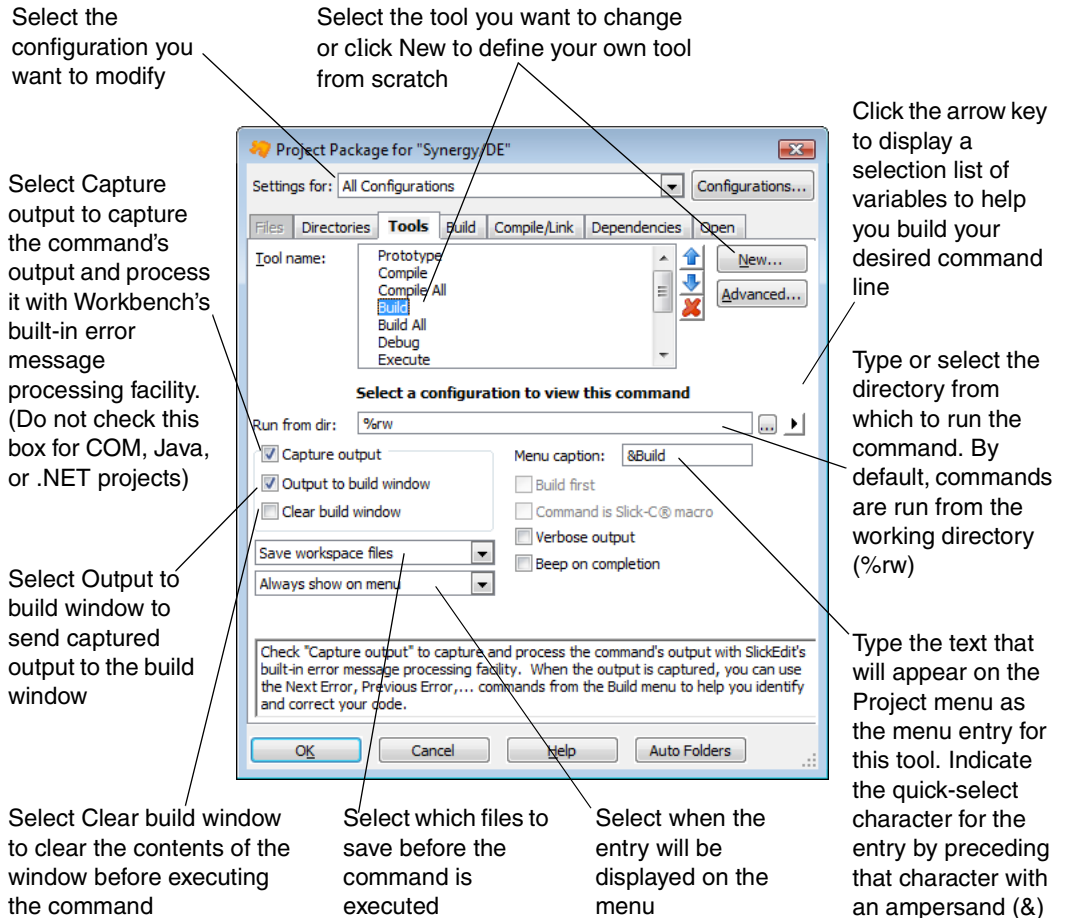 Select the
configuration you
want to modify
Select the tool you want to change
or click New to define your own tool
from scratch
Click the arrow key
to display a
selection list of
variables to help
you build your
desired command
line
Select Capture
output to capture
the command's
output and process
it with Workbench's
built-in error
message
processing facility.
(Do not check this
box for COM, Java,
or .NET projects)
Project Package for "Synergy/DE"
Settings for: All Configurations Configurations...
Files Directories Tools Build Compile/Link Dependencies Open
Tool name:
Prototype
Compile
Compile All
Build
Build All
Debug
Execute
New...
Advanced...
Select a configuration to view this command
Run from dir: %rw ...
Capture output
Output to build window
Clear build window
Menu caption: &Build
Build first
Command is Slick-C® macro
Verbose output
Beep on completion
Save workspace files
Always show on menu
Check "Capture output" to capture and process the command's output with SlickEdit's
built-in error message processing facility. When the output is captured, you can use
the Next Error, Previous Error,... commands from the Build menu to help you identify
and correct your code.
OK Cancel Help Auto Folders
Type or select the
directory from
which to run the
command. By
default, commands
are run from the
working directory
(%rw)
Select Output to
build window to
send captured
output to the build
window
Type the text that
will appear on the
Project menu as
the menu entry for
this tool. Indicate
the quick-select
character for the
entry by preceding
that character with
an ampersand (&)
Select Clear build window
to clear the contents of the
window before executing
the command
Select which files to
save before the
command is
executed
Select when the
entry will be
displayed on the
menu